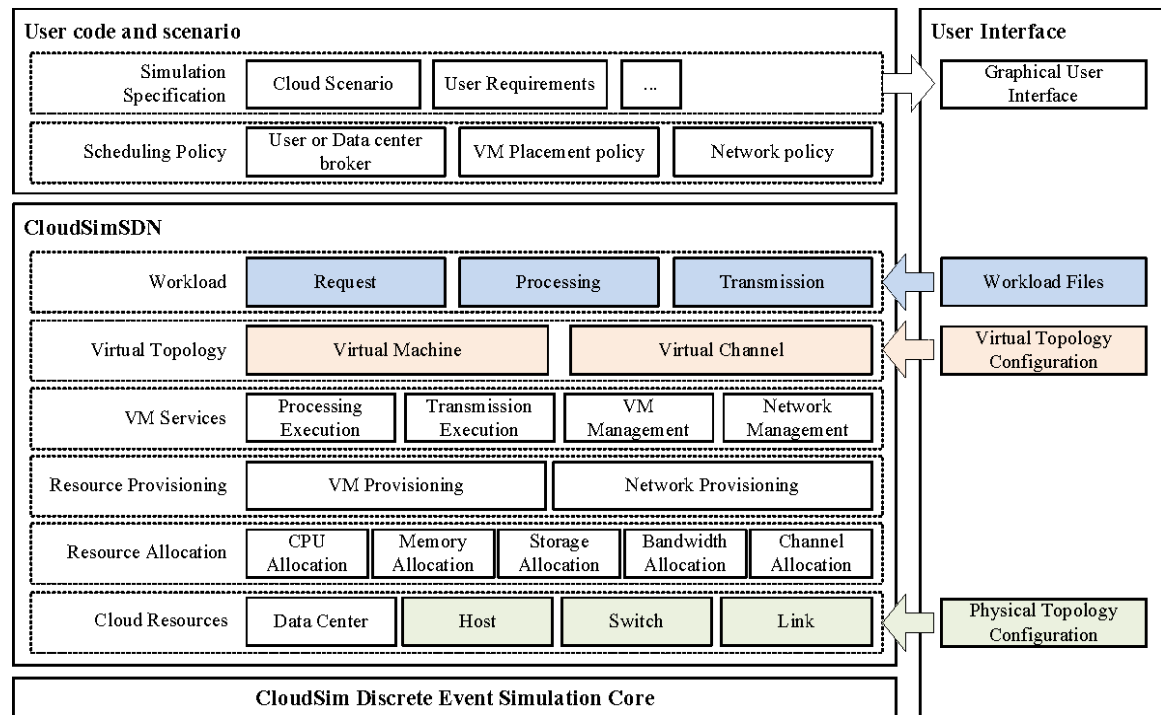 User code and scenario
Simulation
Specification
Cloud Scenario
User Requirements
...
Scheduling Policy
User or Data center
broker
VM Placement policy
Network policy
CloudSimSDN
Workload
Request
Processing
Transmission
Virtual Topology
Virtual Machine
Virtual Channel
VM Services
Processing
Execution
Transmission
Execution
VM
Management
Network
Management
Resource Provisioning
VM Provisioning
Network Provisioning
Resource Allocation
CPU
Allocation
Memory
Allocation
Storage
Allocation
Bandwidth
Allocation
Channel
Allocation
Cloud Resources
Data Center
Host
Switch
Link
CloudSim Discrete Event Simulation Core
User Interface
Graphical User
Interface
Workload Files
Virtual Topology
Configuration
Physical Topology
Configuration